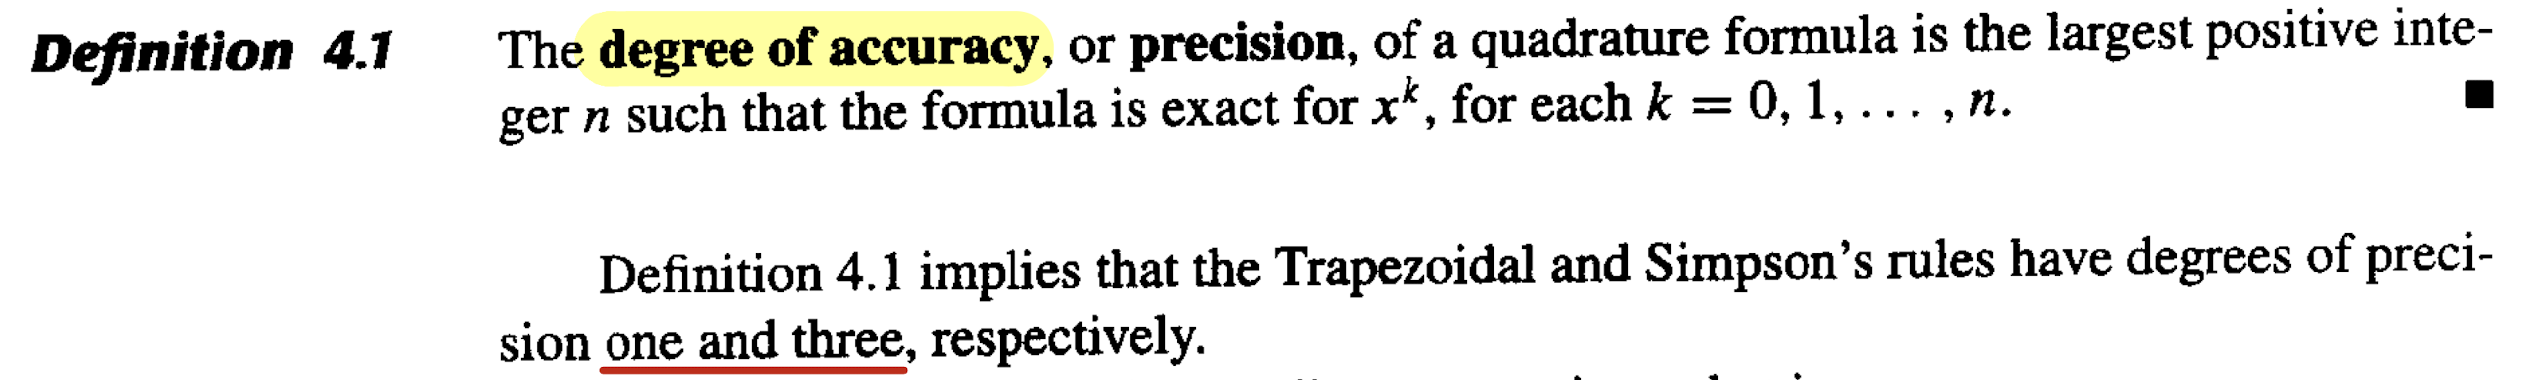 Definition 4.1 The degree of accuracy, or precision, of a quadrature formula is the largest positive inte-
ger n such that the formula is exact for x^k, for each k = 0, 1, . . . , n. ■
Definition 4.1 implies that the Trapezoidal and Simpson's rules have degrees of preci-
sion one and three, respectively.